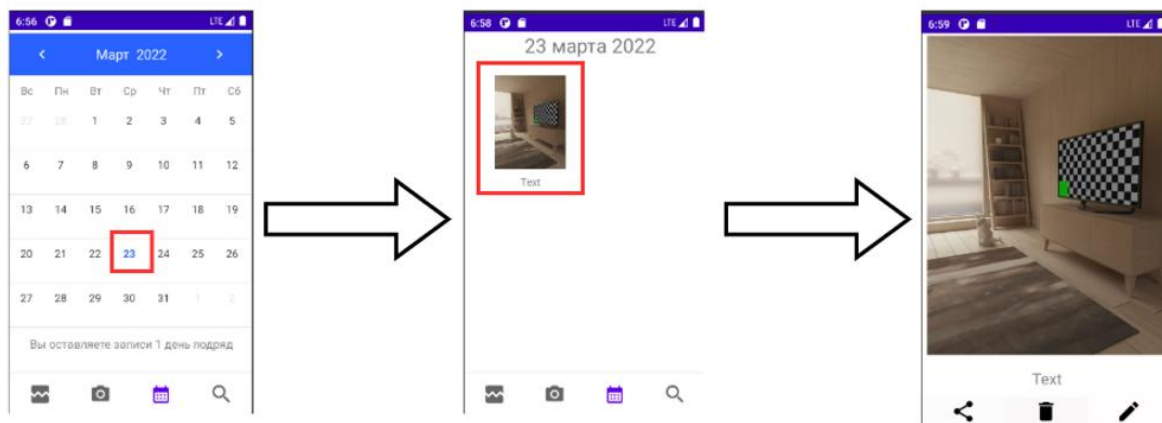 6:56 LTE
Март 2022
Вс Пн Вт Ср Чт Пт Сб
27 28 1 2 3 4 5
6 7 8 9 10 11 12
13 14 15 16 17 18 19
20 21 22 23 24 25 26
27 28 29 30 31 1 2
Вы оставляете записи 1 день подряд
6:58 LTE
23 марта 2022
Text
6:59 LTE
Text